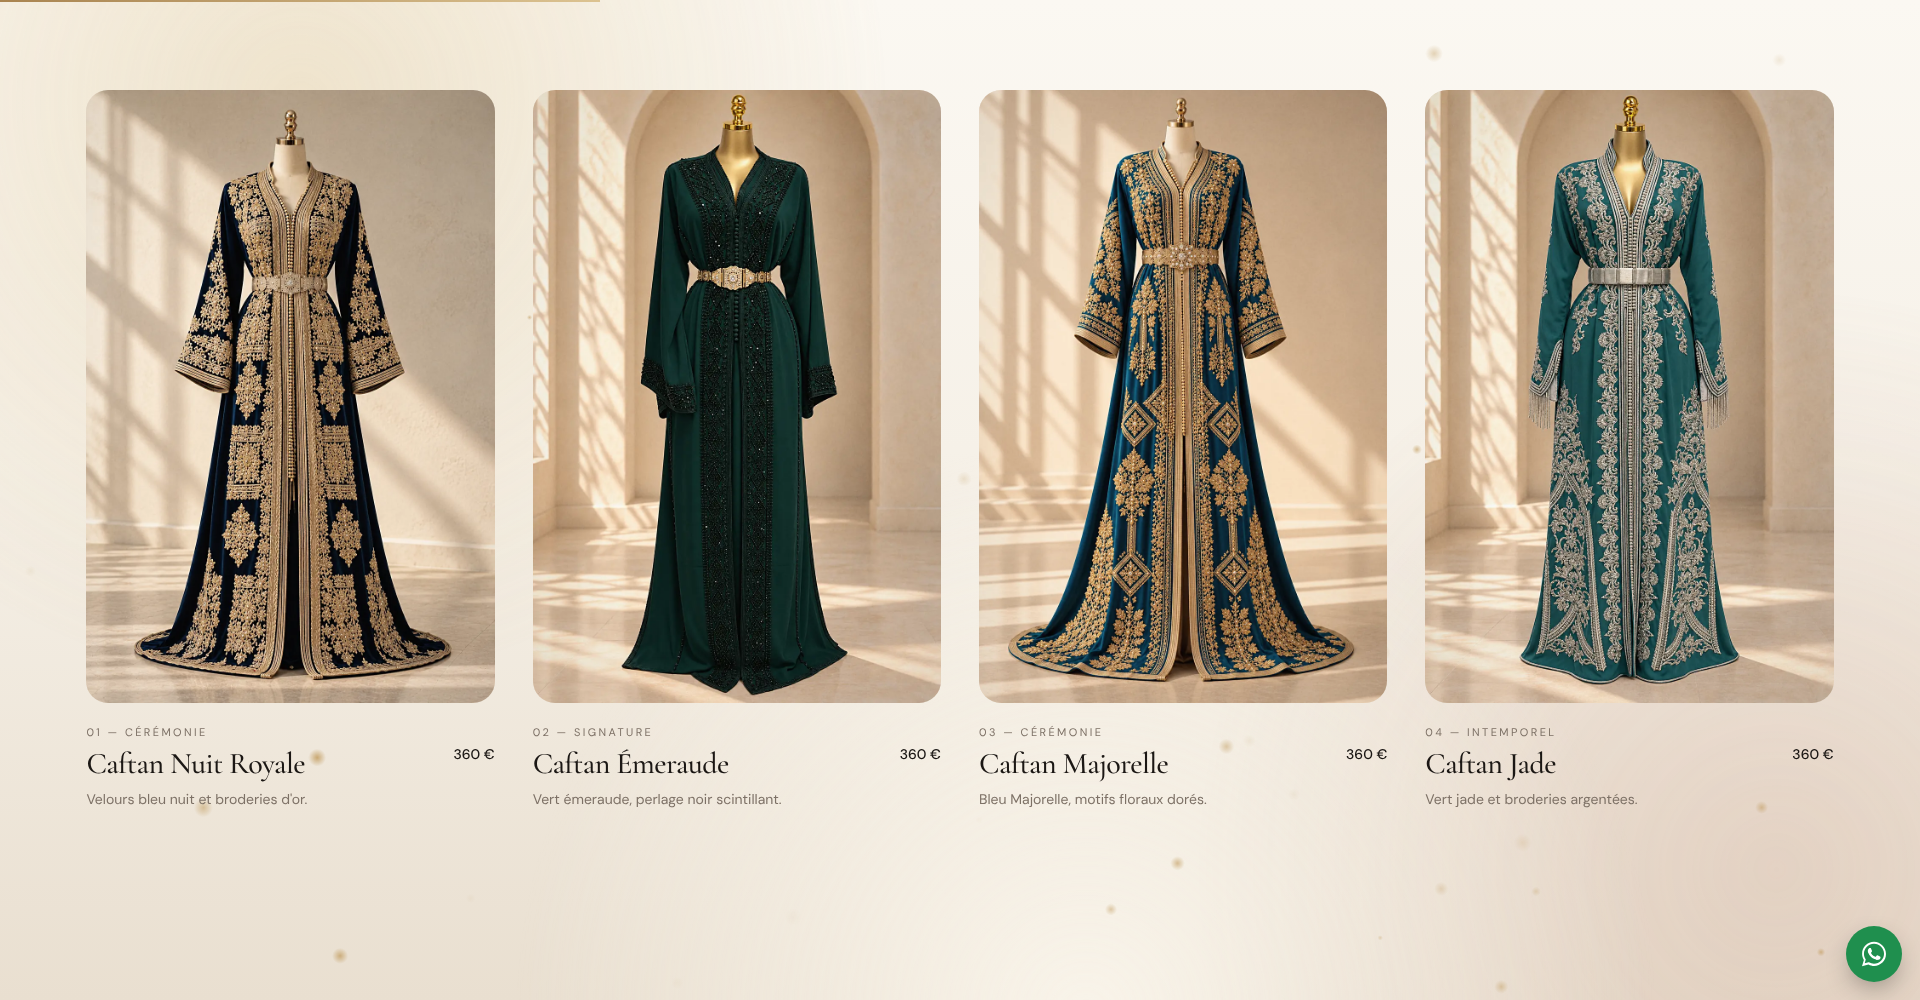 01 — CÉRÉMONIE
Caftan Nuit Royale
360 €
Velours bleu nuit et broderies d'or.
02 — SIGNATURE
Caftan Émeraude
360 €
Vert émeraude, perlage noir scintillant.
03 — CÉRÉMONIE
Caftan Majorelle
360 €
Bleu Majorelle, motifs floraux dorés.
04 — INTEMPOREL
Caftan Jade
360 €
Vert jade et broderies argentées.